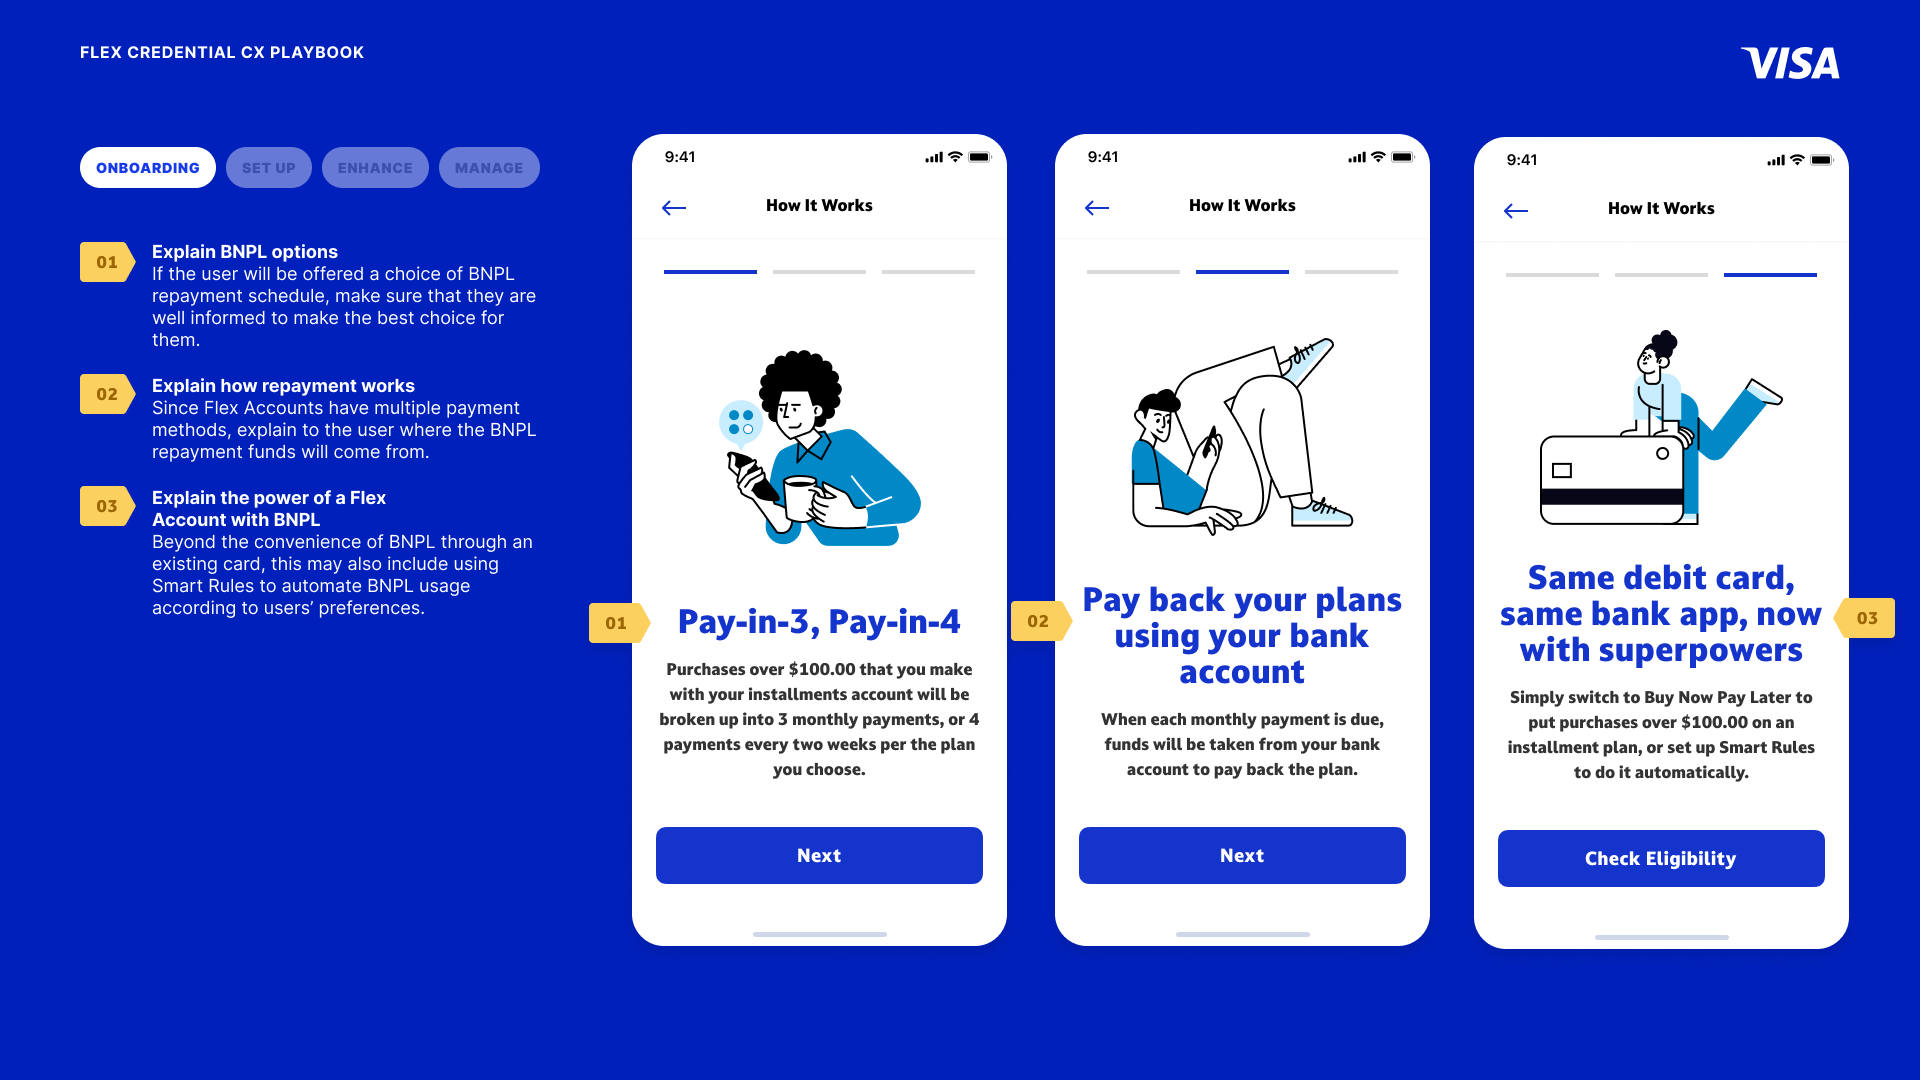 FLEX CREDENTIAL CX PLAYBOOK
VISA
ONBOARDING
SET UP
ENHANCE
MANAGE
01
Explain BNPL options
If the user will be offered a choice of BNPL
repayment schedule, make sure that they are
well informed to make the best choice for
them.
02
Explain how repayment works
Since Flex Accounts have multiple payment
methods, explain to the user where the BNPL
repayment funds will come from.
03
Explain the power of a Flex
Account with BNPL
Beyond the convenience of BNPL through an
existing card, this may also include using
Smart Rules to automate BNPL usage
according to users’ preferences.
9:41
How It Works
01
Pay-in-3, Pay-in-4
Purchases over $100.00 that you make
with your installments account will be
broken up into 3 monthly payments, or 4
payments every two weeks per the plan
you choose.
Next
9:41
How It Works
02
Pay back your plans
using your bank
account
When each monthly payment is due,
funds will be taken from your bank
account to pay back the plan.
Next
9:41
How It Works
Same debit card,
same bank app, now
with superpowers
03
Simply switch to Buy Now Pay Later to
put purchases over $100.00 on an
installment plan, or set up Smart Rules
to do it automatically.
Check Eligibility